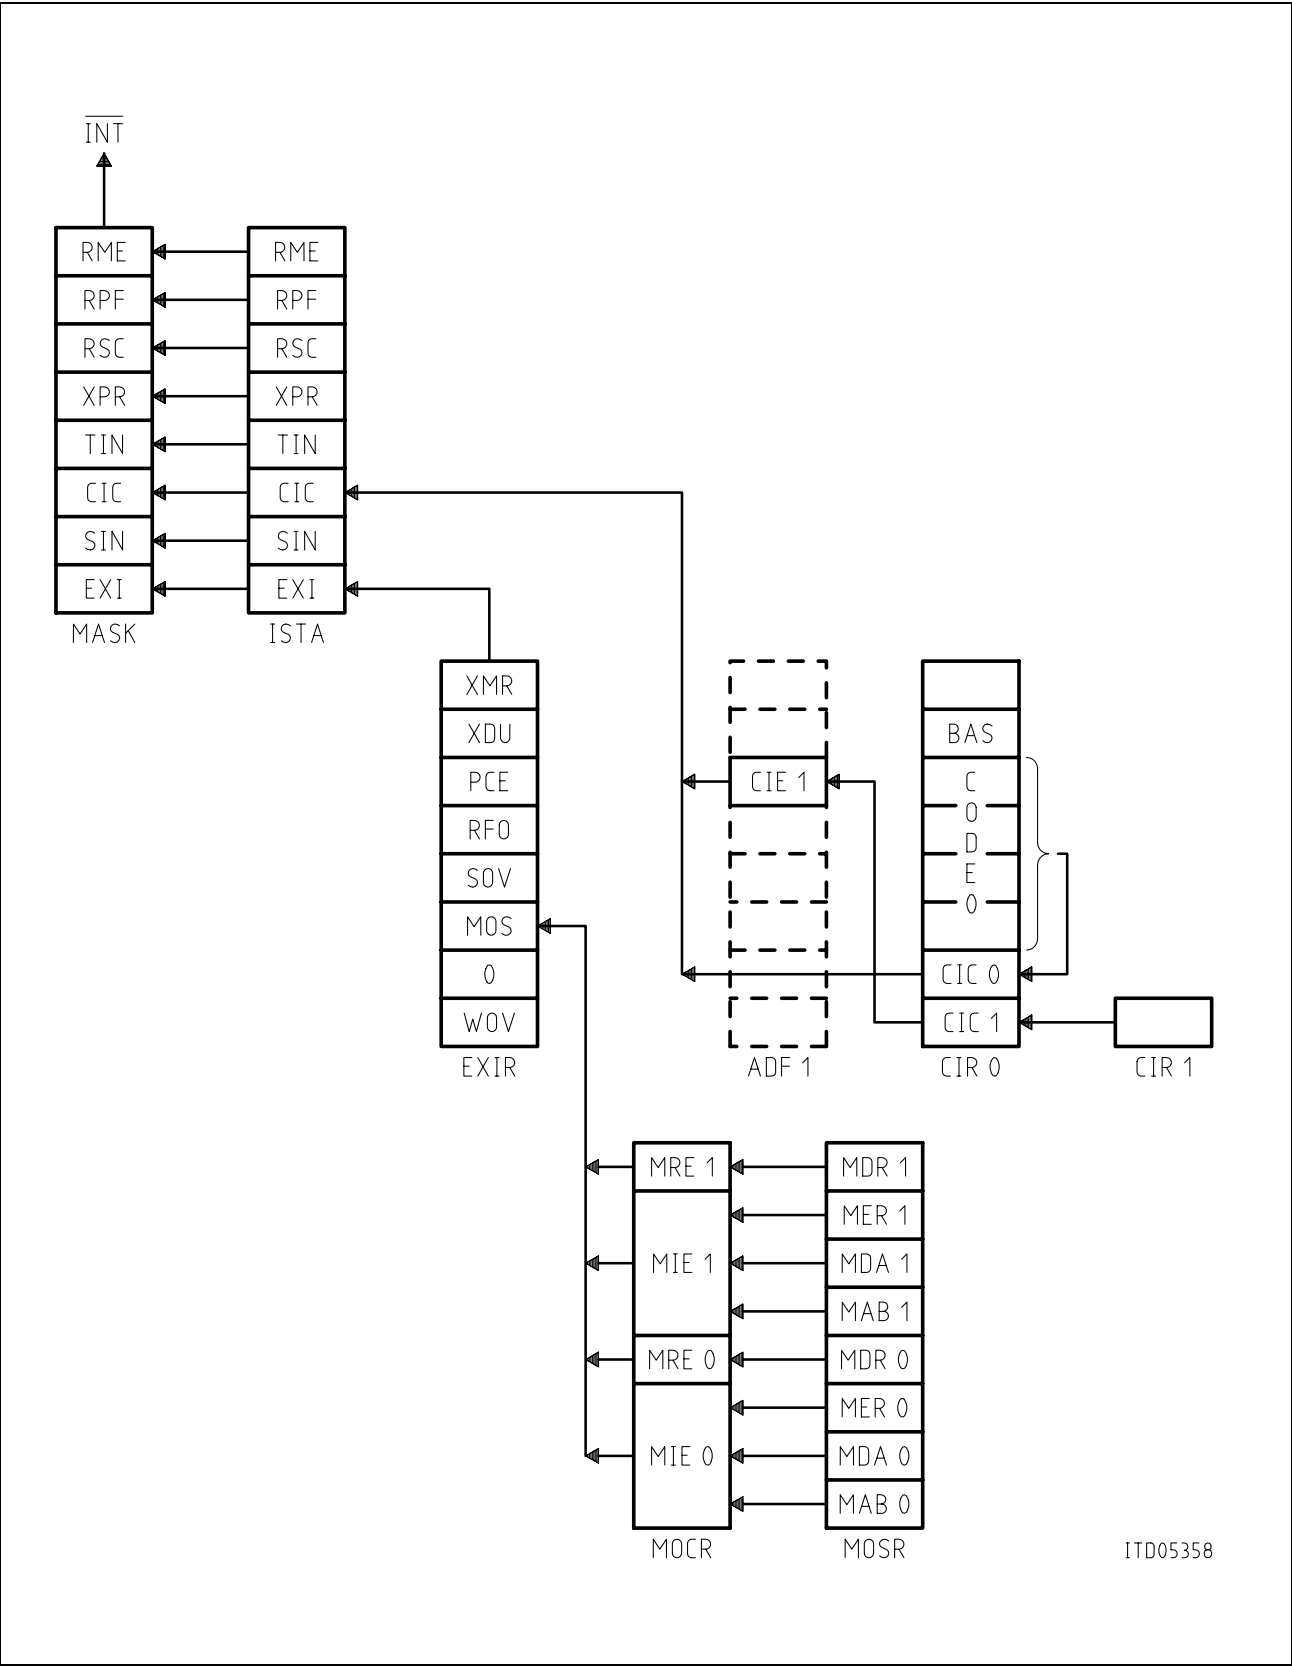 INT
RME RME
RPF RPF
RSC RSC
XPR XPR
TIN TIN
CIC CIC
SIN SIN
EXI EXI
MASK ISTA
XMR
XDU BAS
PCE CIE 1 C
RFO O
D
SOV E
MOS 0
0 CIC 0
WOV CIC 1
EXIR ADF 1 CIR 0 CIR 1
MRE 1 MDR 1
MER 1
MIE 1 MDA 1
MAB 1
MRE 0 MDR 0
MER 0
MIE 0 MDA 0
MAB 0
MOCR MOSR
ITD05358